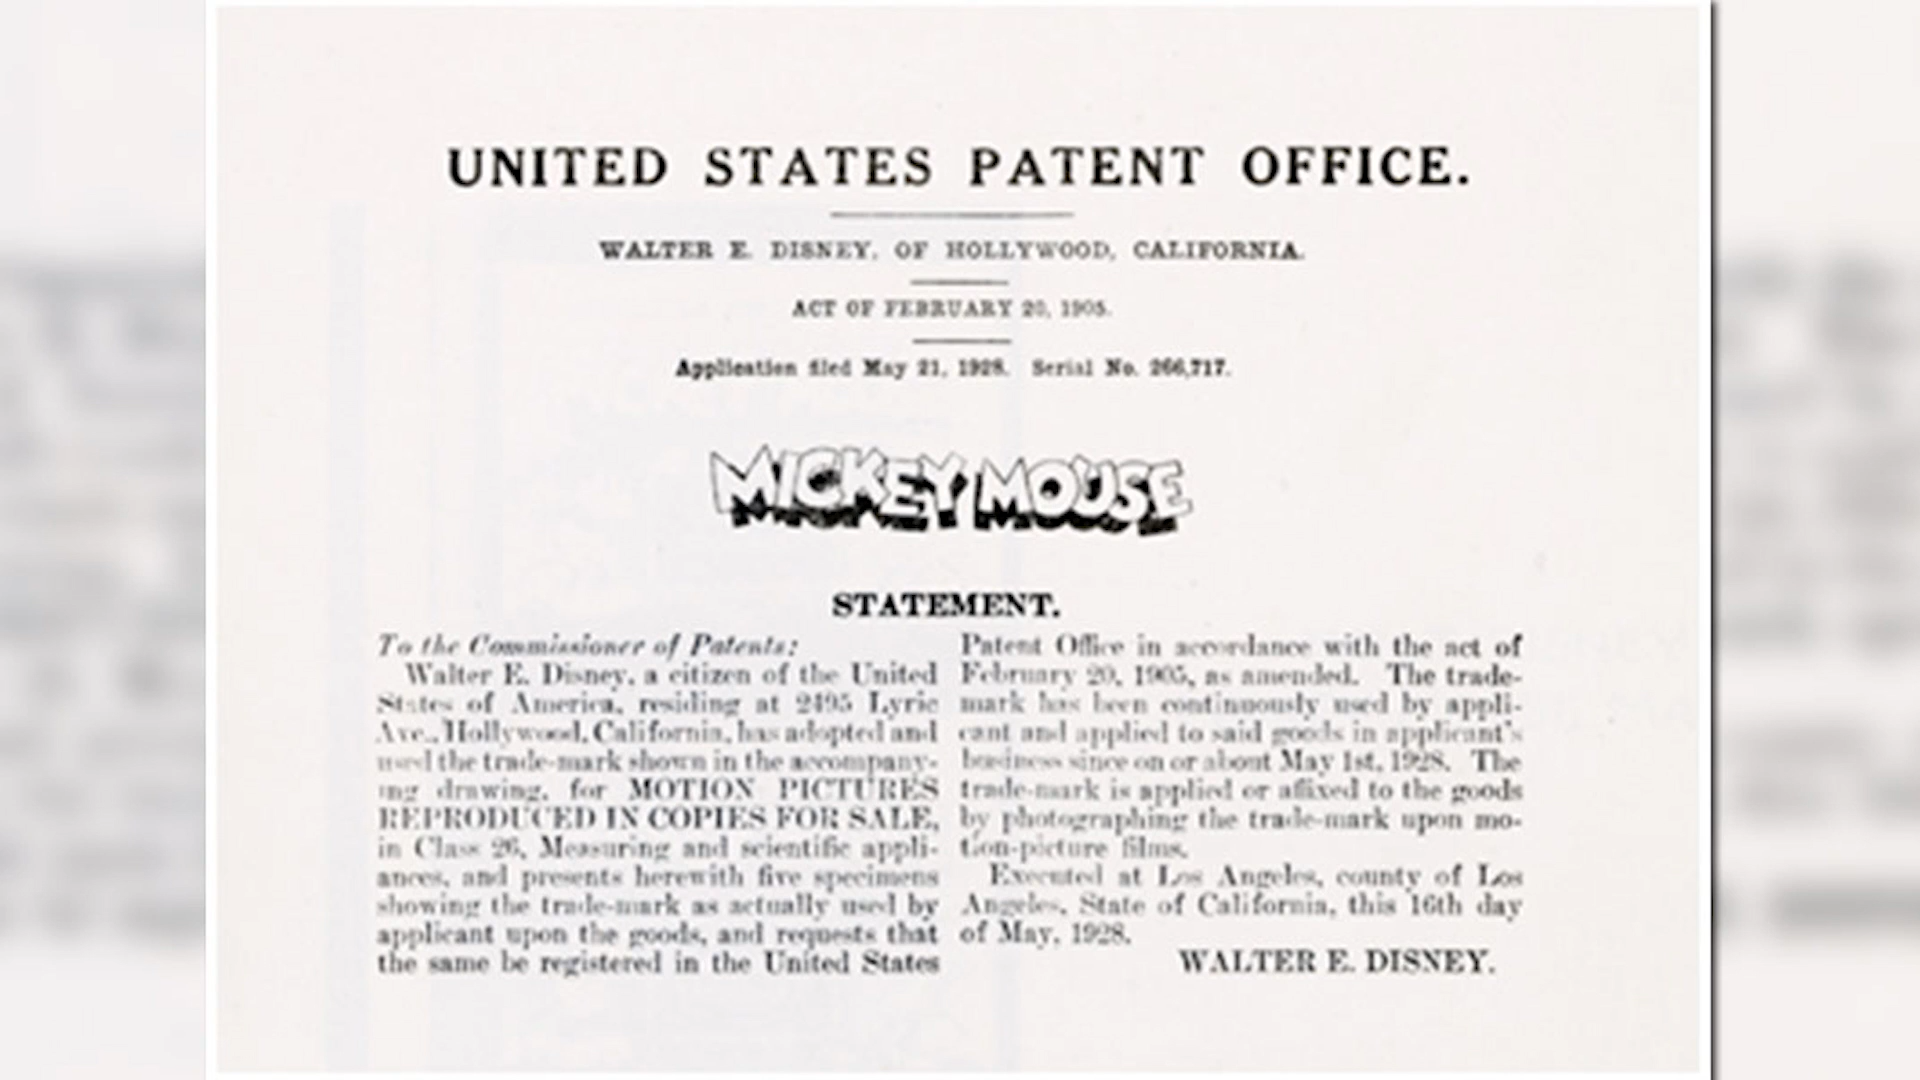 UNITED STATES PATENT OFFICE.
WALTER E. DISNEY, OF HOLLYWOOD, CALIFORNIA.
ACT OF FEBRUARY 20, 1905.
Application filed May 21, 1928. Serial No. 266,717.
MICKEY MOUSE
STATEMENT.
To the Commissioner of Patents:
Walter E. Disney, a citizen of the United
States of America, residing at 2495 Lyric
Ave., Hollywood, California, has adopted and
used the trade-mark shown in the accompany-
ing drawing, for MOTION PICTURES
REPRODUCED IN COPIES FOR SALE,
in Class 26, Measuring and scientific appli-
ances, and presents herewith five specimens
showing the trade-mark as actually used by
applicant upon the goods, and requests that
the same be registered in the United States
Patent Office in accordance with the act of
February 20, 1905, as amended. The trade-
mark has been continuously used by appli-
cant and applied to said goods in applicant's
business since on or about May 1st, 1928. The
trade-mark is applied or affixed to the goods
by photographing the trade-mark upon mo-
tion-picture films.
Executed at Los Angeles, county of Los
Angeles, State of California, this 16th day
of May, 1928.
WALTER E. DISNEY.